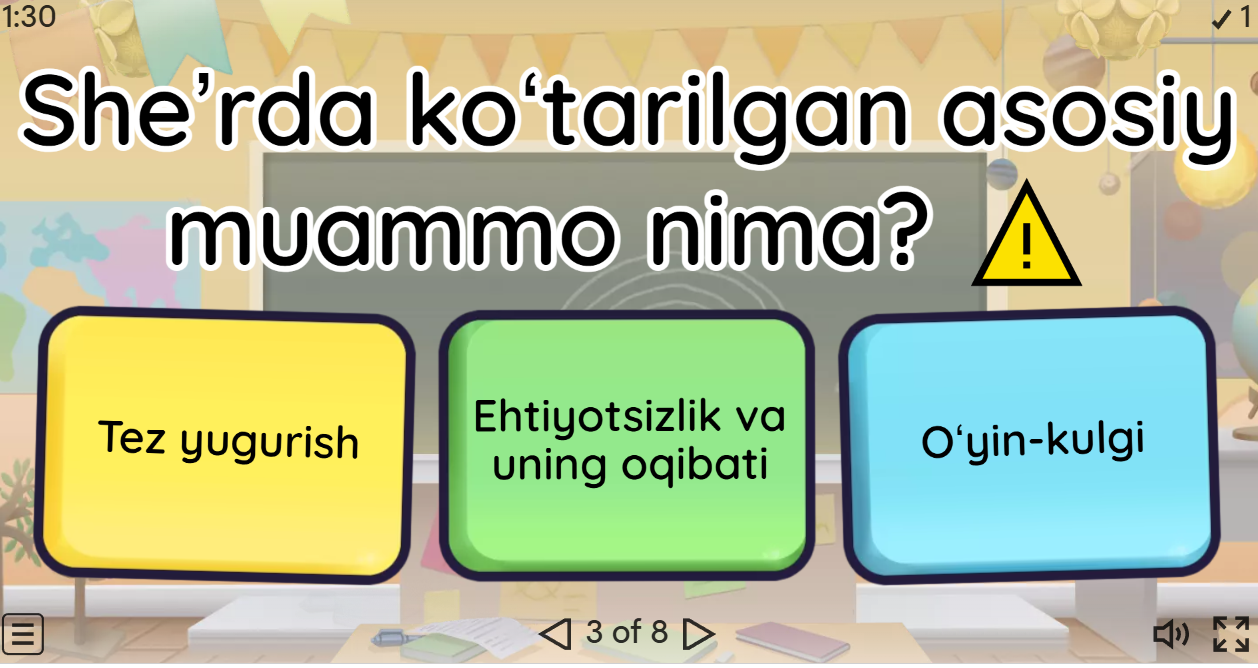 1:30
✓ 1
She’rda ko‘tarilgan asosiy
muammo nima? ⚠
Tez yugurish
Ehtiyotsizlik va
uning oqibati
O‘yin-kulgi
3 of 8